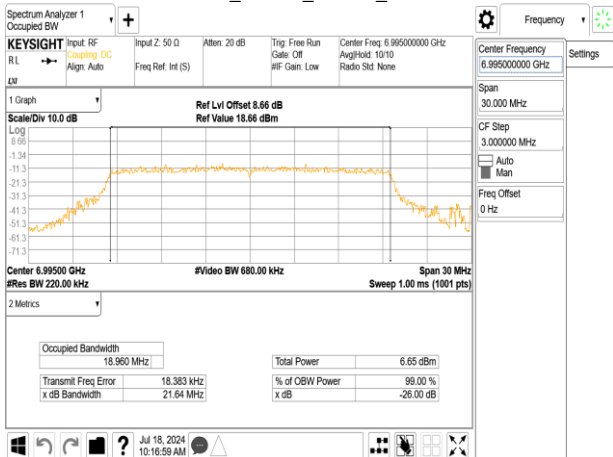 Spectrum Analyzer 1
Occupied BW
Frequency
KEYSIGHT
RL
Input: RF
Coupling: DC
Align: Auto
Input Z: 50 Ω
Freq Ref: Int (S)
Atten: 20 dB
Trig: Free Run
Gate: Off
#IF Gain: Low
Center Freq: 6.995000000 GHz
Avg|Hold: 10/10
Radio Std: None
Center Frequency
6.995000000 GHz
Settings
Span
30.000 MHz
CF Step
3.000000 MHz
Auto
Man
Freq Offset
0 Hz
1 Graph
Scale/Div 10.0 dB
Ref Lvl Offset 8.66 dB
Ref Value 18.66 dBm
Log
8.66
-1.34
-11.3
-21.3
-31.3
-41.3
-51.3
-61.3
-71.3
Center 6.99500 GHz
#Res BW 220.00 kHz
#Video BW 680.00 kHz
Span 30 MHz
Sweep 1.00 ms (1001 pts)
2 Metrics
Occupied Bandwidth
18.960 MHz
Total Power 6.65 dBm
Transmit Freq Error 18.383 kHz
% of OBW Power 99.00 %
x dB Bandwidth 21.64 MHz
x dB -26.00 dB
Jul 18, 2024
10:16:59 AM